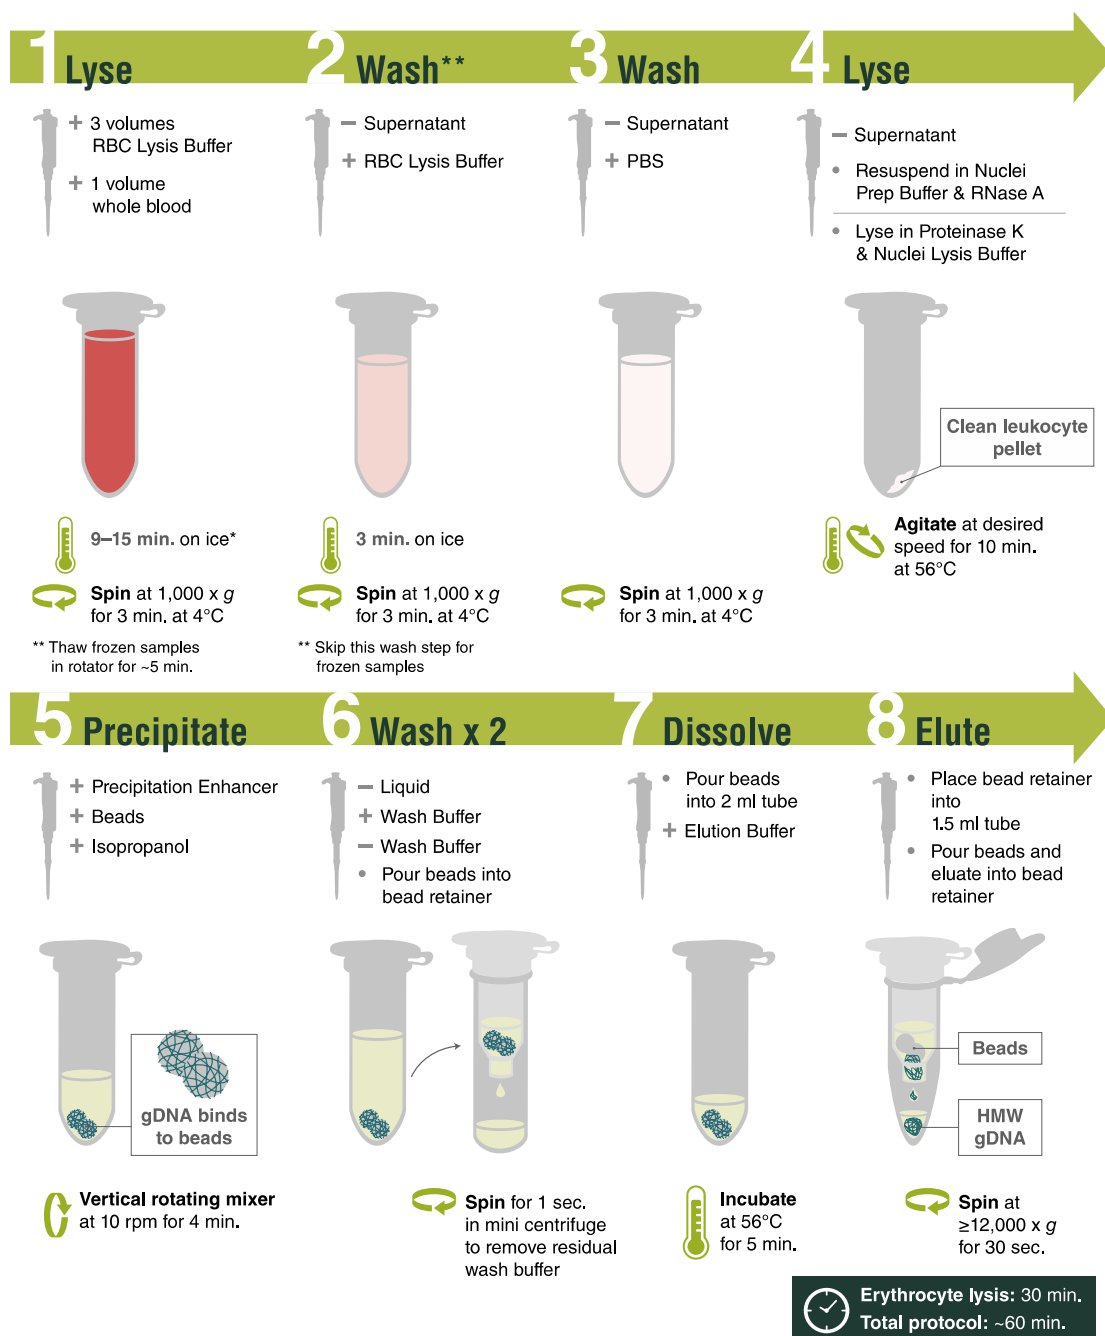 1 Lyse
+ 3 volumes
RBC Lysis Buffer
+ 1 volume
whole blood
9–15 min. on ice*
Spin at 1,000 x g
for 3 min. at 4°C
** Thaw frozen samples
in rotator for ~5 min.
2 Wash**
− Supernatant
+ RBC Lysis Buffer
3 min. on ice
Spin at 1,000 x g
for 3 min. at 4°C
** Skip this wash step for
frozen samples
3 Wash
− Supernatant
+ PBS
Spin at 1,000 x g
for 3 min. at 4°C
4 Lyse
− Supernatant
• Resuspend in Nuclei
Prep Buffer & RNase A
• Lyse in Proteinase K
& Nuclei Lysis Buffer
Clean leukocyte
pellet
Agitate at desired
speed for 10 min.
at 56°C
5 Precipitate
+ Precipitation Enhancer
+ Beads
+ Isopropanol
gDNA binds
to beads
Vertical rotating mixer
at 10 rpm for 4 min.
6 Wash x 2
− Liquid
+ Wash Buffer
− Wash Buffer
• Pour beads into
bead retainer
Spin for 1 sec.
in mini centrifuge
to remove residual
wash buffer
7 Dissolve
• Pour beads
into 2 ml tube
+ Elution Buffer
Incubate
at 56°C
for 5 min.
8 Elute
• Place bead retainer
into
1.5 ml tube
• Pour beads and
eluate into bead
retainer
Beads
HMW
gDNA
Spin at
≥12,000 x g
for 30 sec.
Erythrocyte lysis: 30 min.
Total protocol: ~60 min.